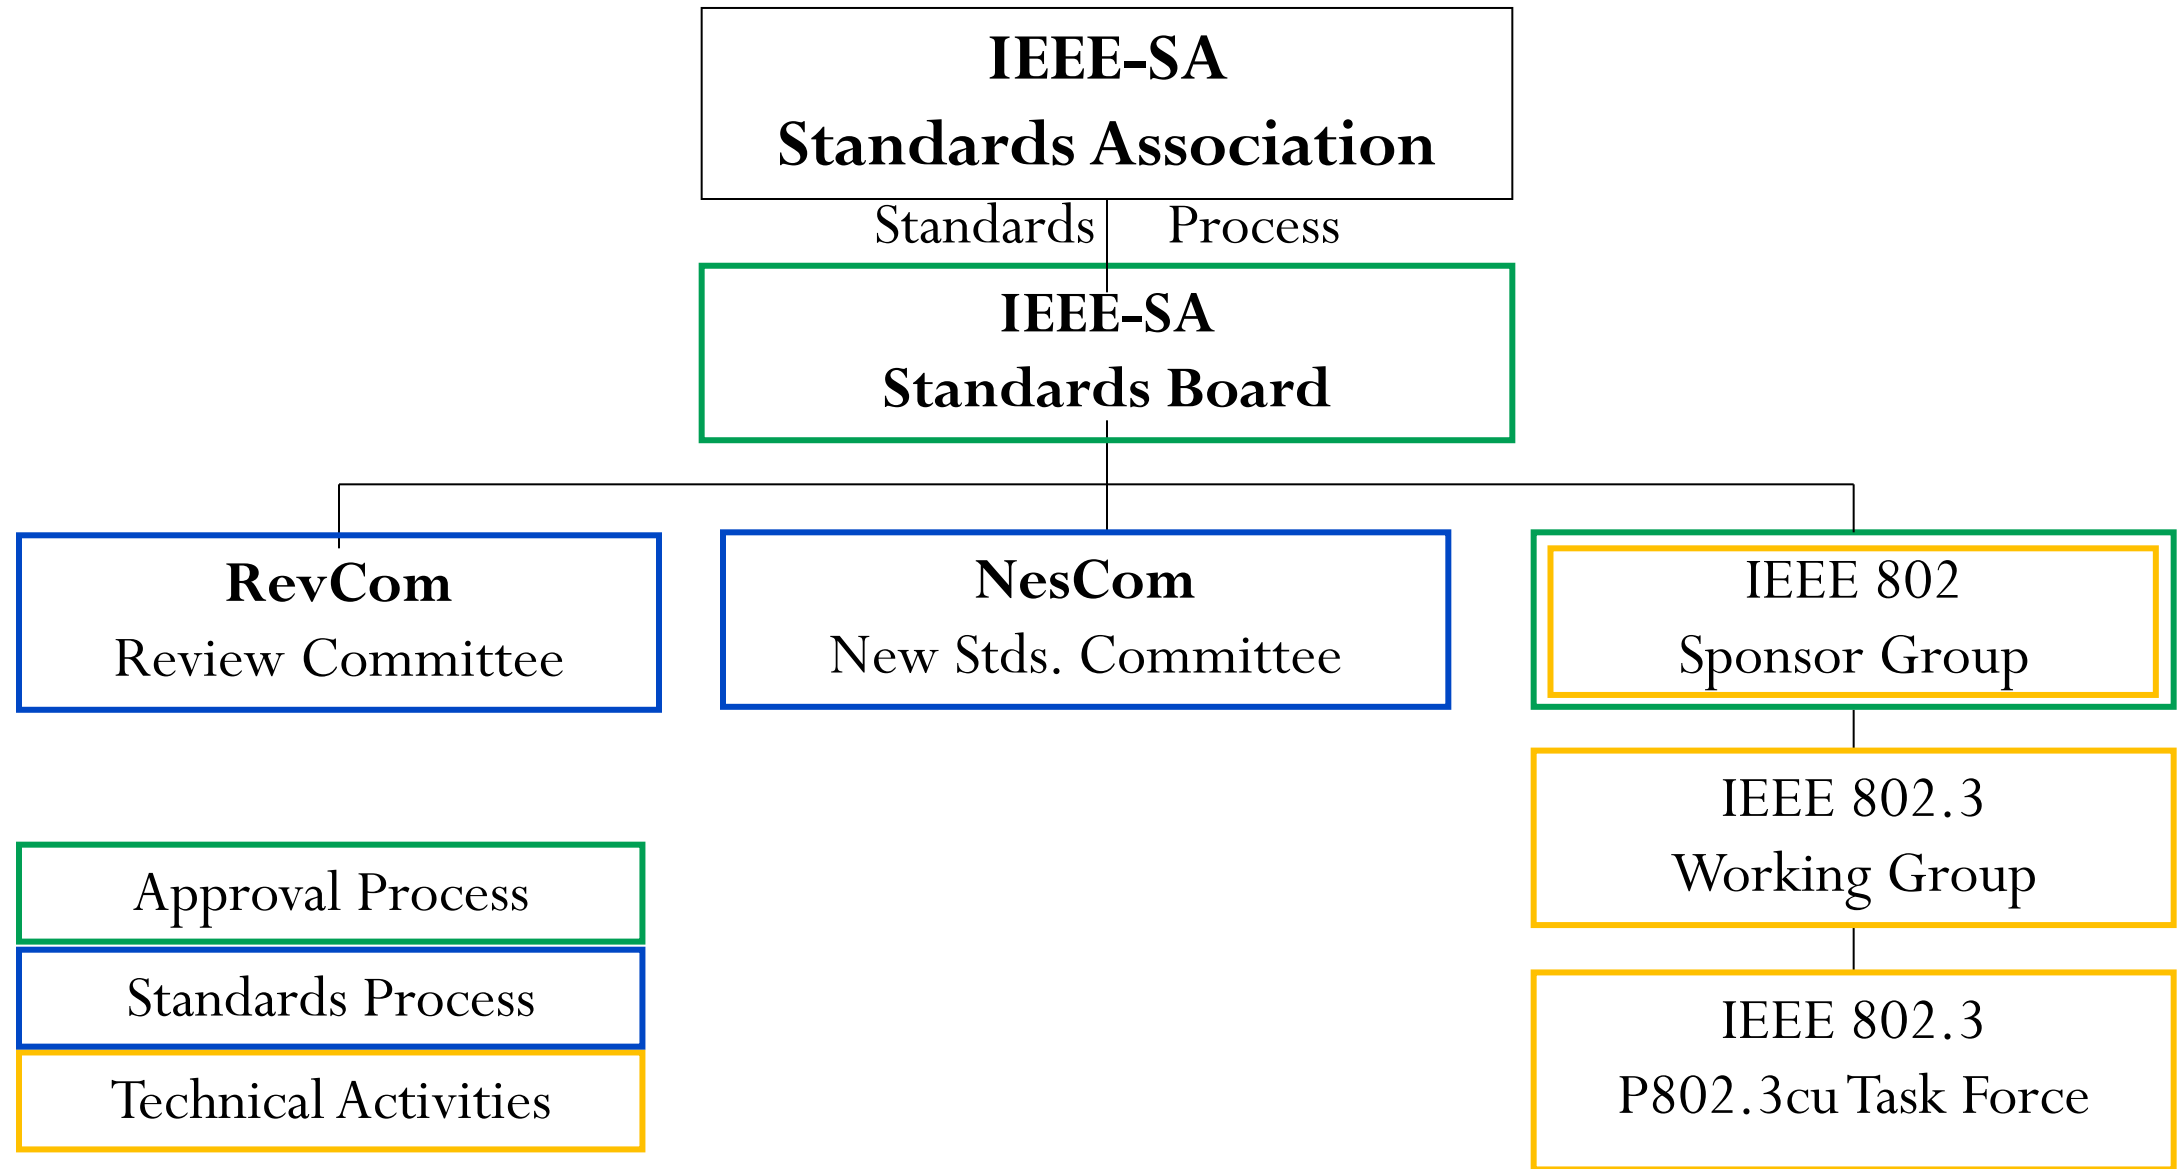 IEEE-SA
Standards Association
Standards Process
IEEE-SA
Standards Board
RevCom
Review Committee
NesCom
New Stds. Committee
IEEE 802
Sponsor Group
IEEE 802.3
Working Group
IEEE 802.3
P802.3cu Task Force
Approval Process
Standards Process
Technical Activities